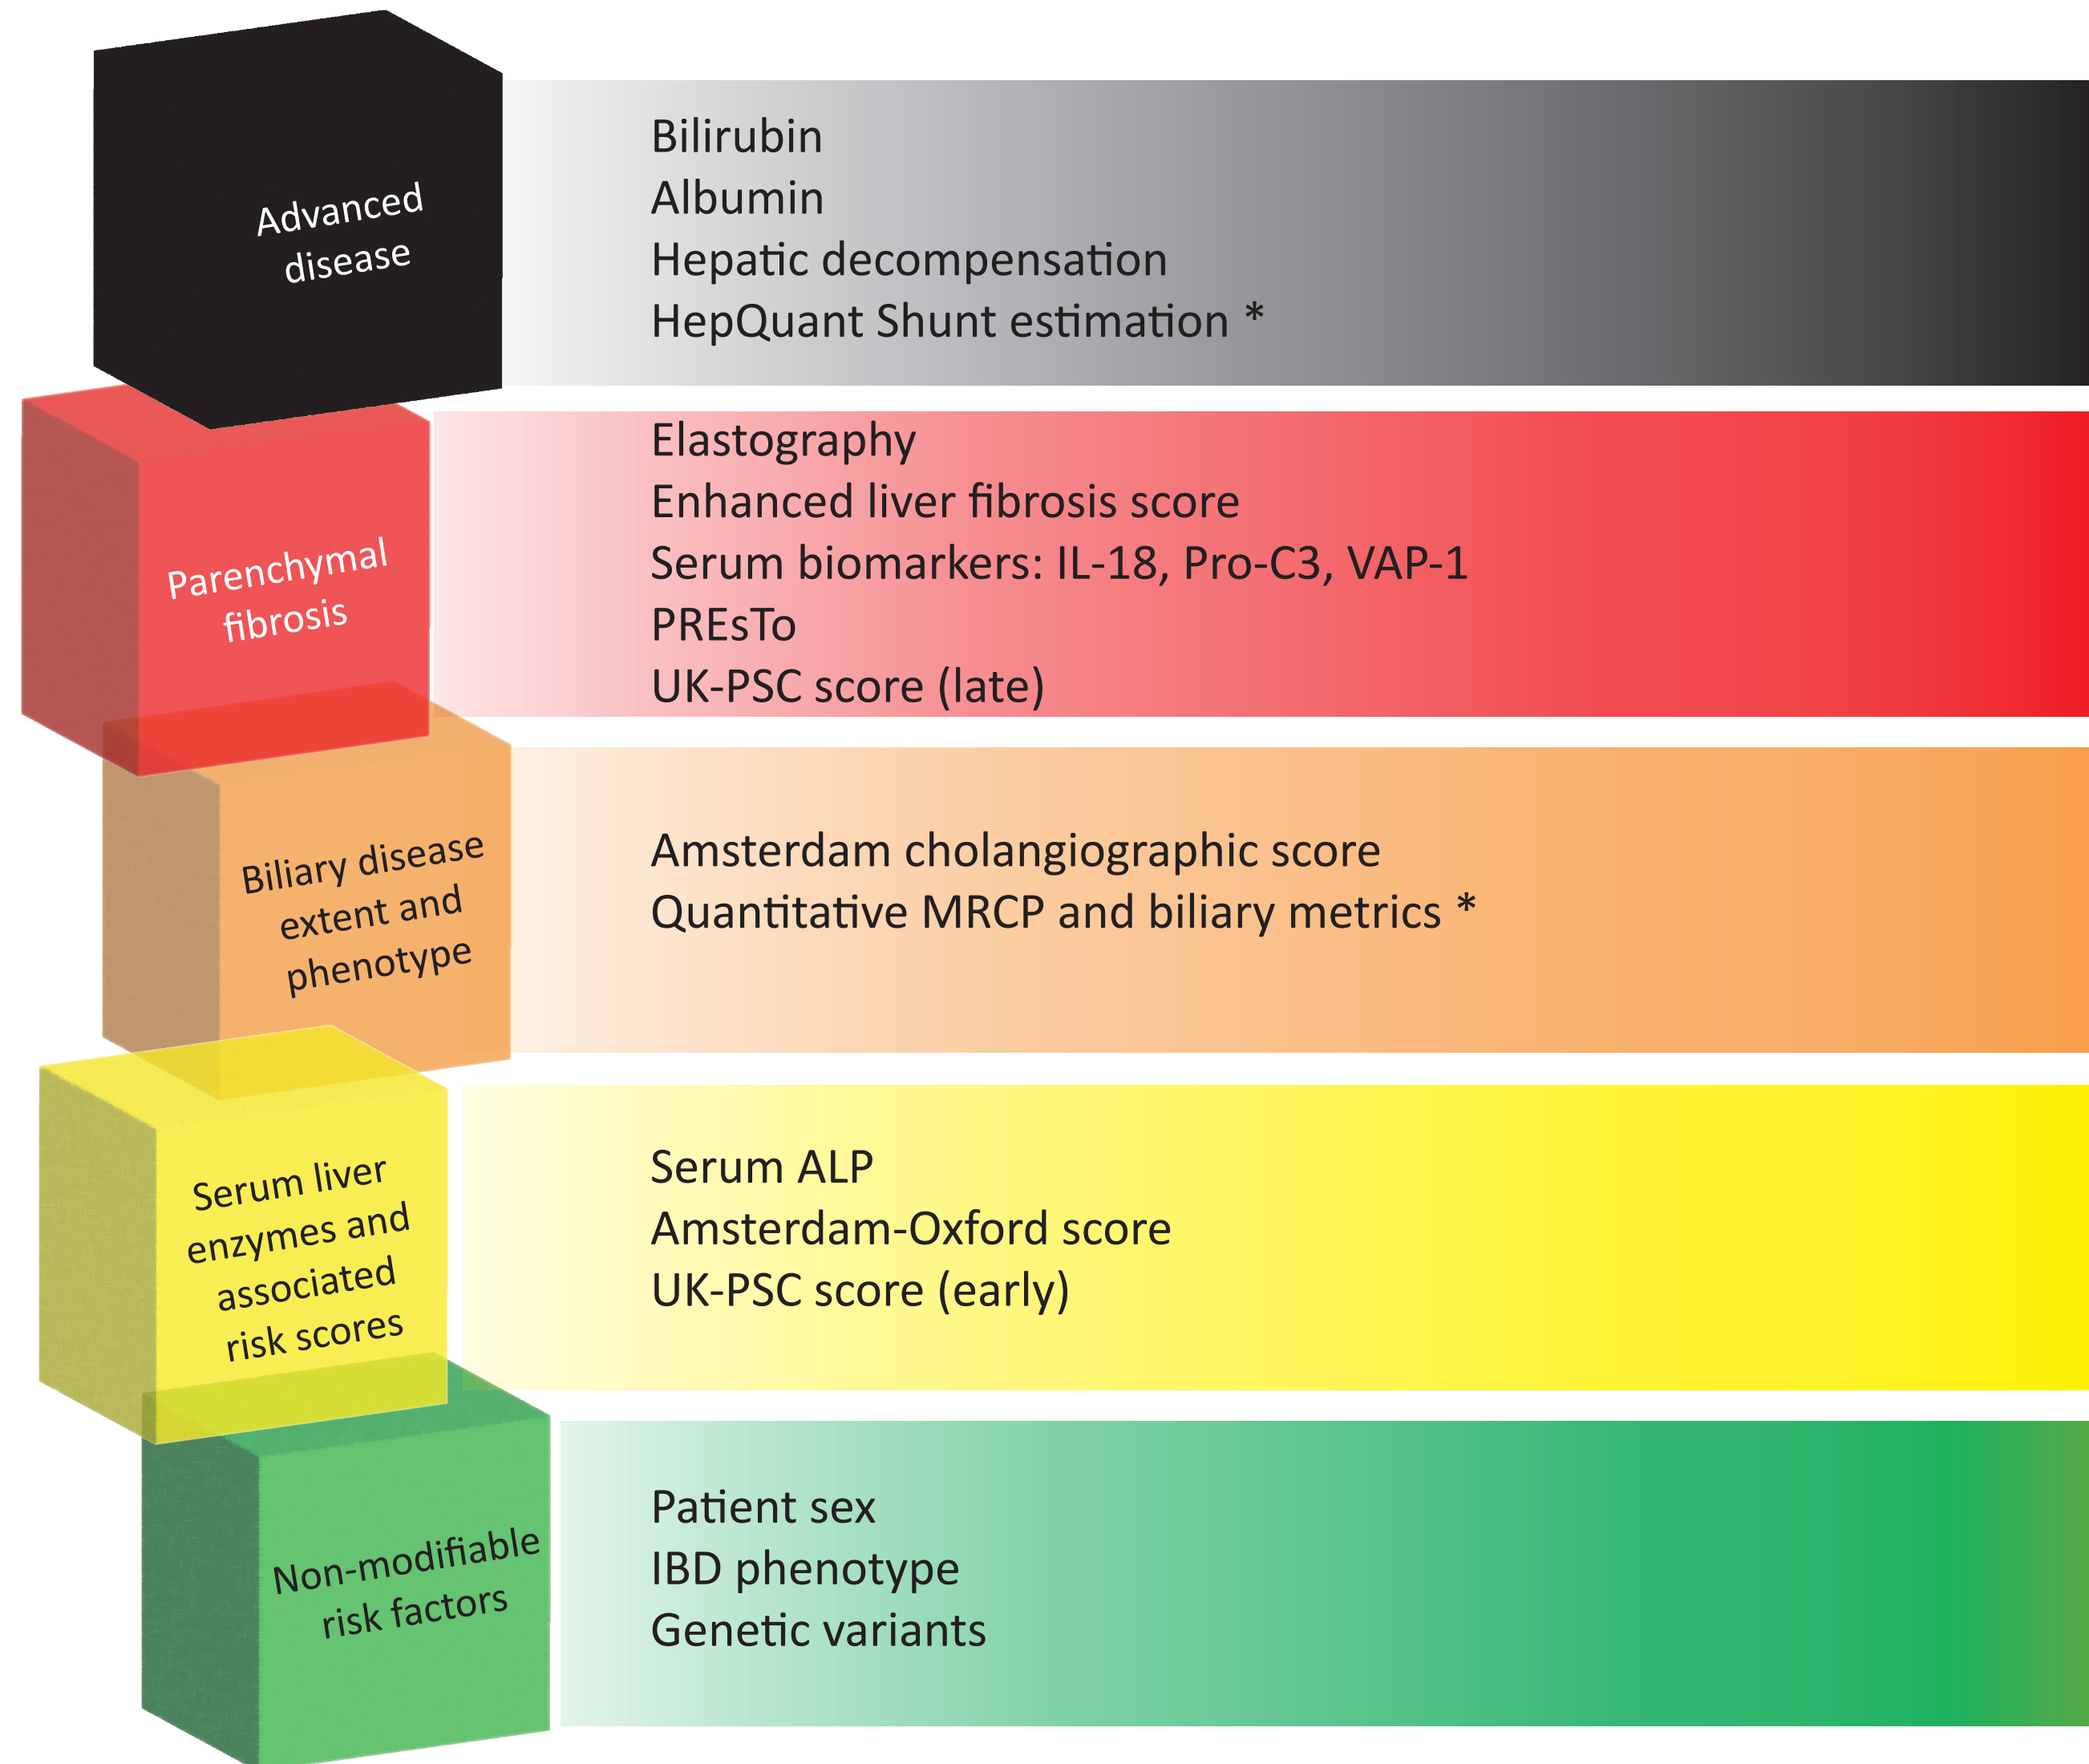 Advanced
disease
Bilirubin
Albumin
Hepatic decompensation
HepQuant Shunt estimation *
Parenchymal
fibrosis
Elastography
Enhanced liver fibrosis score
Serum biomarkers: IL-18, Pro-C3, VAP-1
PREsTo
UK-PSC score (late)
Biliary disease
extent and
phenotype
Amsterdam cholangiographic score
Quantitative MRCP and biliary metrics *
Serum liver
enzymes and
associated
risk scores
Serum ALP
Amsterdam-Oxford score
UK-PSC score (early)
Non-modifiable
risk factors
Patient sex
IBD phenotype
Genetic variants